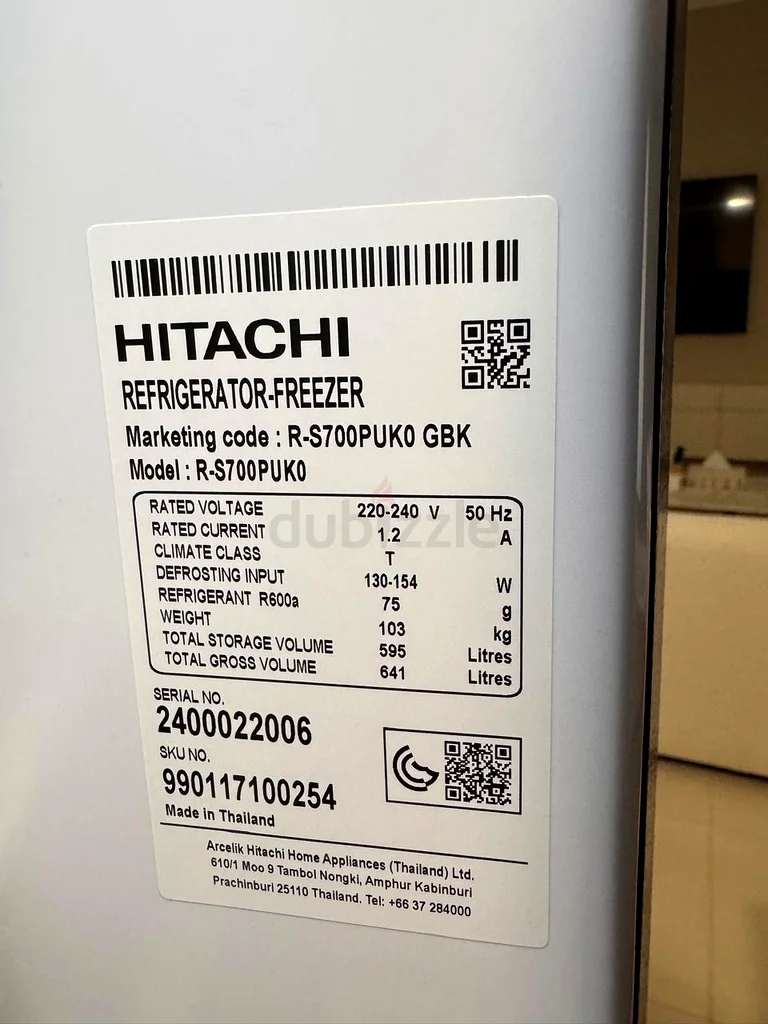 HITACHI
REFRIGERATOR-FREEZER
Marketing code : R-S700PUK0 GBK
Model : R-S700PUK0
RATED VOLTAGE 220-240 V 50 Hz
RATED CURRENT 1.2 A
CLIMATE CLASS T
DEFROSTING INPUT 130-154 W
REFRIGERANT R600a 75 g
WEIGHT 103 kg
TOTAL STORAGE VOLUME 595 Litres
TOTAL GROSS VOLUME 641 Litres
dubizzle
SERIAL NO.
2400022006
SKU NO.
990117100254
Made in Thailand
Arcelik Hitachi Home Appliances (Thailand) Ltd.
610/1 Moo 9 Tambol Nongki, Amphur Kabinburi
Prachinburi 25110 Thailand. Tel: +66 37 284000